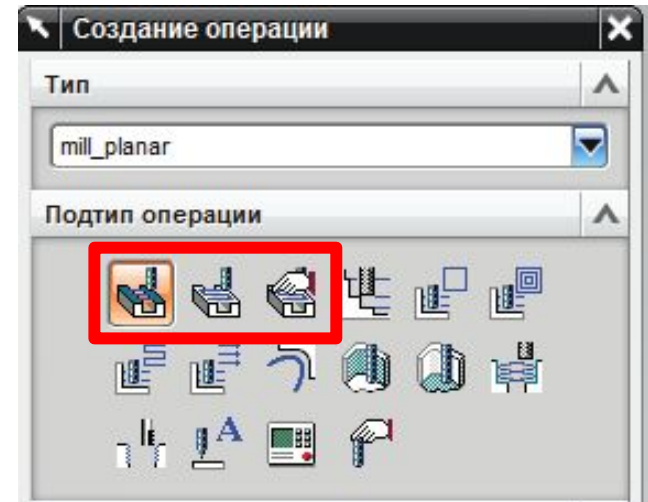 Создание операции
Тип
mill_planar
Подтип операции
A